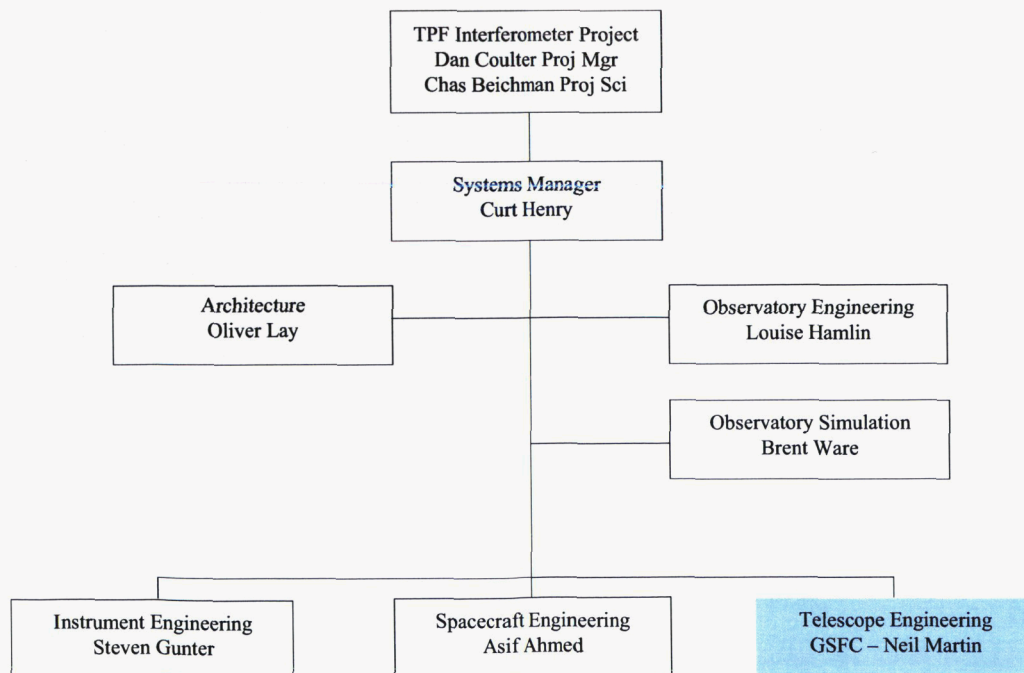 TPF Interferometer Project
Dan Coulter Proj Mgr
Chas Beichman Proj Sci
Systems Manager
Curt Henry
Architecture
Oliver Lay
Observatory Engineering
Louise Hamlin
Observatory Simulation
Brent Ware
Instrument Engineering
Steven Gunter
Spacecraft Engineering
Asif Ahmed
Telescope Engineering
GSFC – Neil Martin